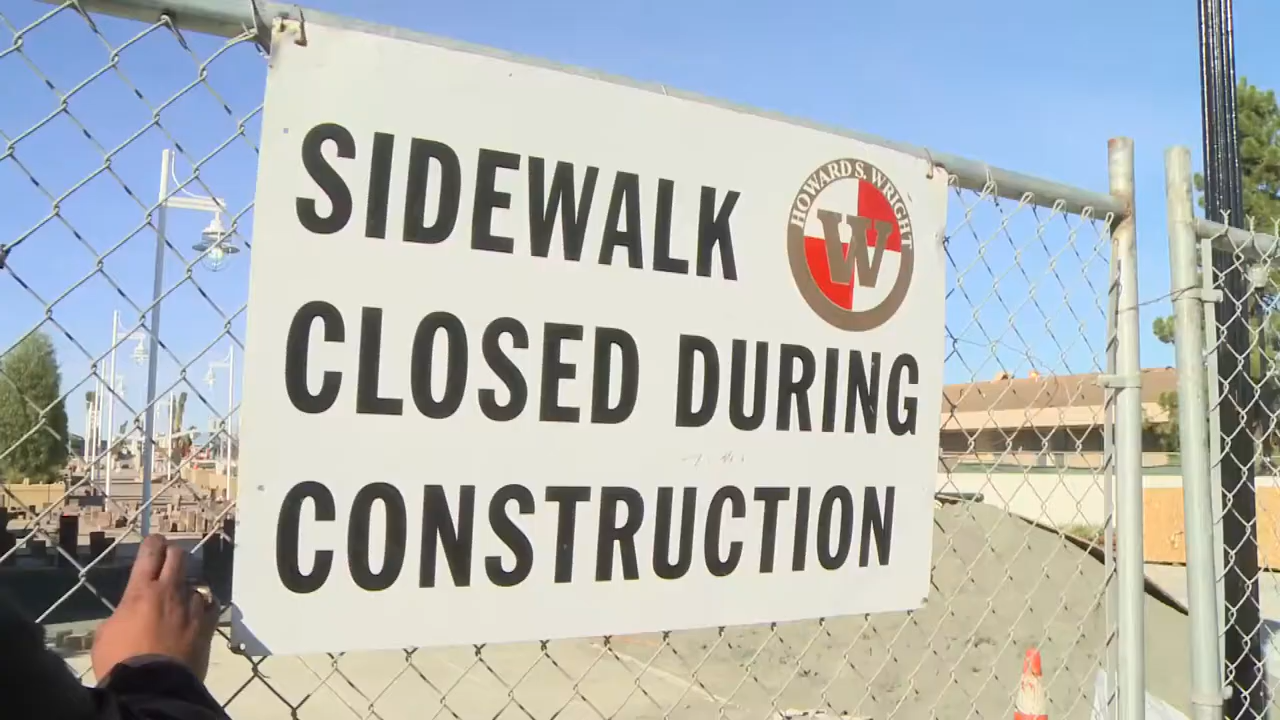 SIDEWALK
CLOSED DURING
CONSTRUCTION
HOWARD S. WRIGHT
W